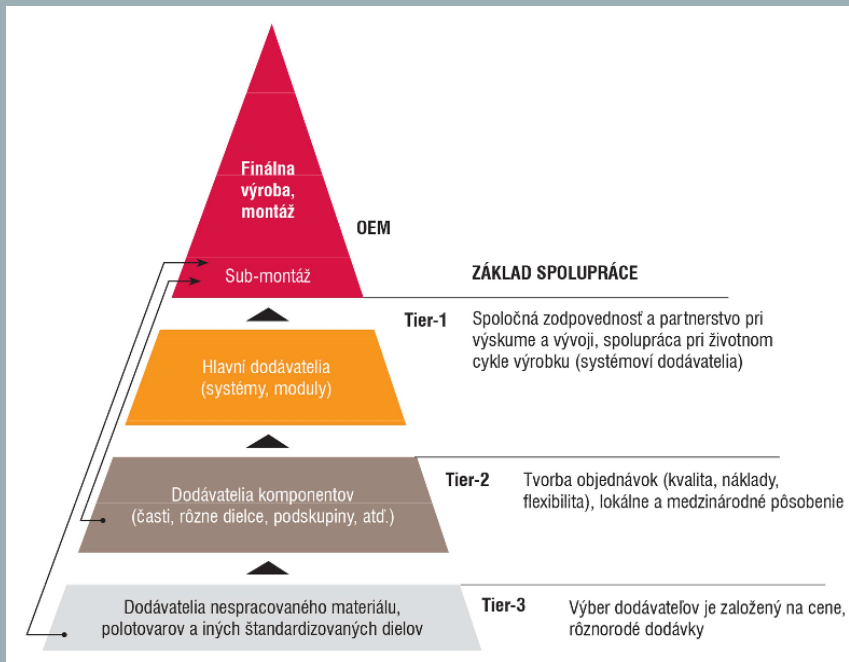 Finálna
výroba,
montáž
OEM
Sub-montáž
ZÁKLAD SPOLUPRÁCE
Hlavní dodávatelia
(systémy, moduly)
Tier-1
Spoločná zodpovednosť a partnerstvo pri
výskume a vývoji, spolupráca pri životnom
cykle výrobku (systémoví dodávatelia)
Dodávatelia komponentov
(časti, rôzne dielce, podskupiny, atď.)
Tier-2
Tvorba objednávok (kvalita, náklady,
flexibilita), lokálne a medzinárodné pôsobenie
Dodávatelia nespracovaného materiálu,
polotovarov a iných štandardizovaných dielov
Tier-3
Výber dodávateľov je založený na cene,
rôznorodé dodávky